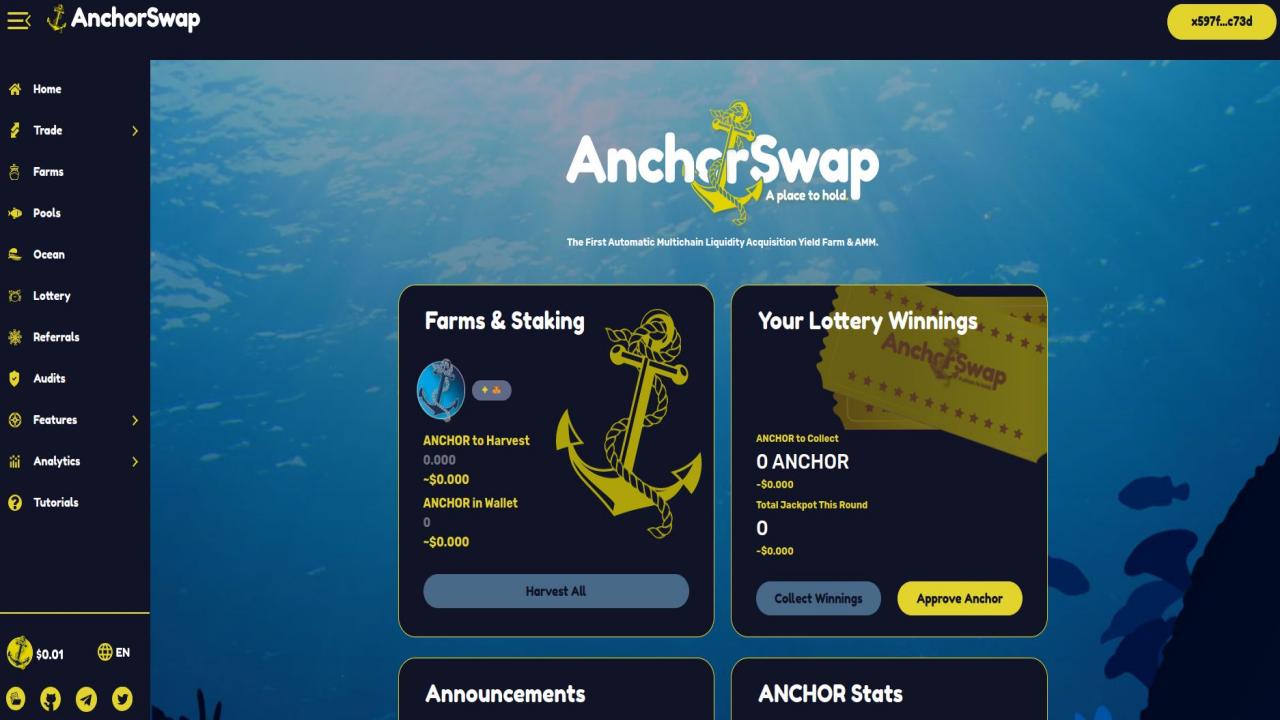 AnchorSwap
x597f...c73d
Home
Trade
Farms
Pools
Ocean
Lottery
Referrals
Audits
Features
Analytics
Tutorials
$0.01
EN
AnchorSwap
A place to hold.
The First Automatic Multichain Liquidity Acquisition Yield Farm & AMM.
Farms & Staking
ANCHOR to Harvest
0.000
~$0.000
ANCHOR in Wallet
0
~$0.000
Harvest All
Your Lottery Winnings
AnchorSwap
ANCHOR to Collect
0 ANCHOR
~$0.000
Total Jackpot This Round
0
~$0.000
Collect Winnings
Approve Anchor
Announcements
ANCHOR Stats